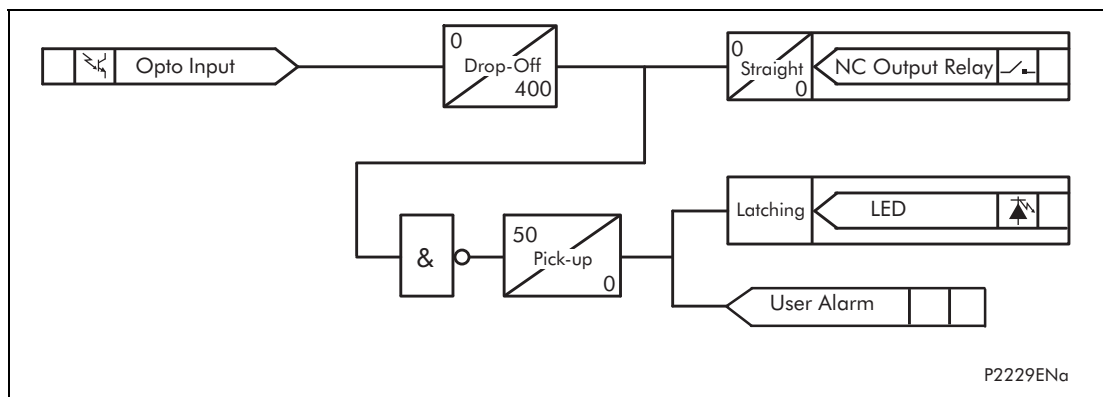 Opto Input
0
Drop-Off
400
0
Straight
0
NC Output Relay
&
50
Pick-up
0
Latching
LED
User Alarm
P2229ENa